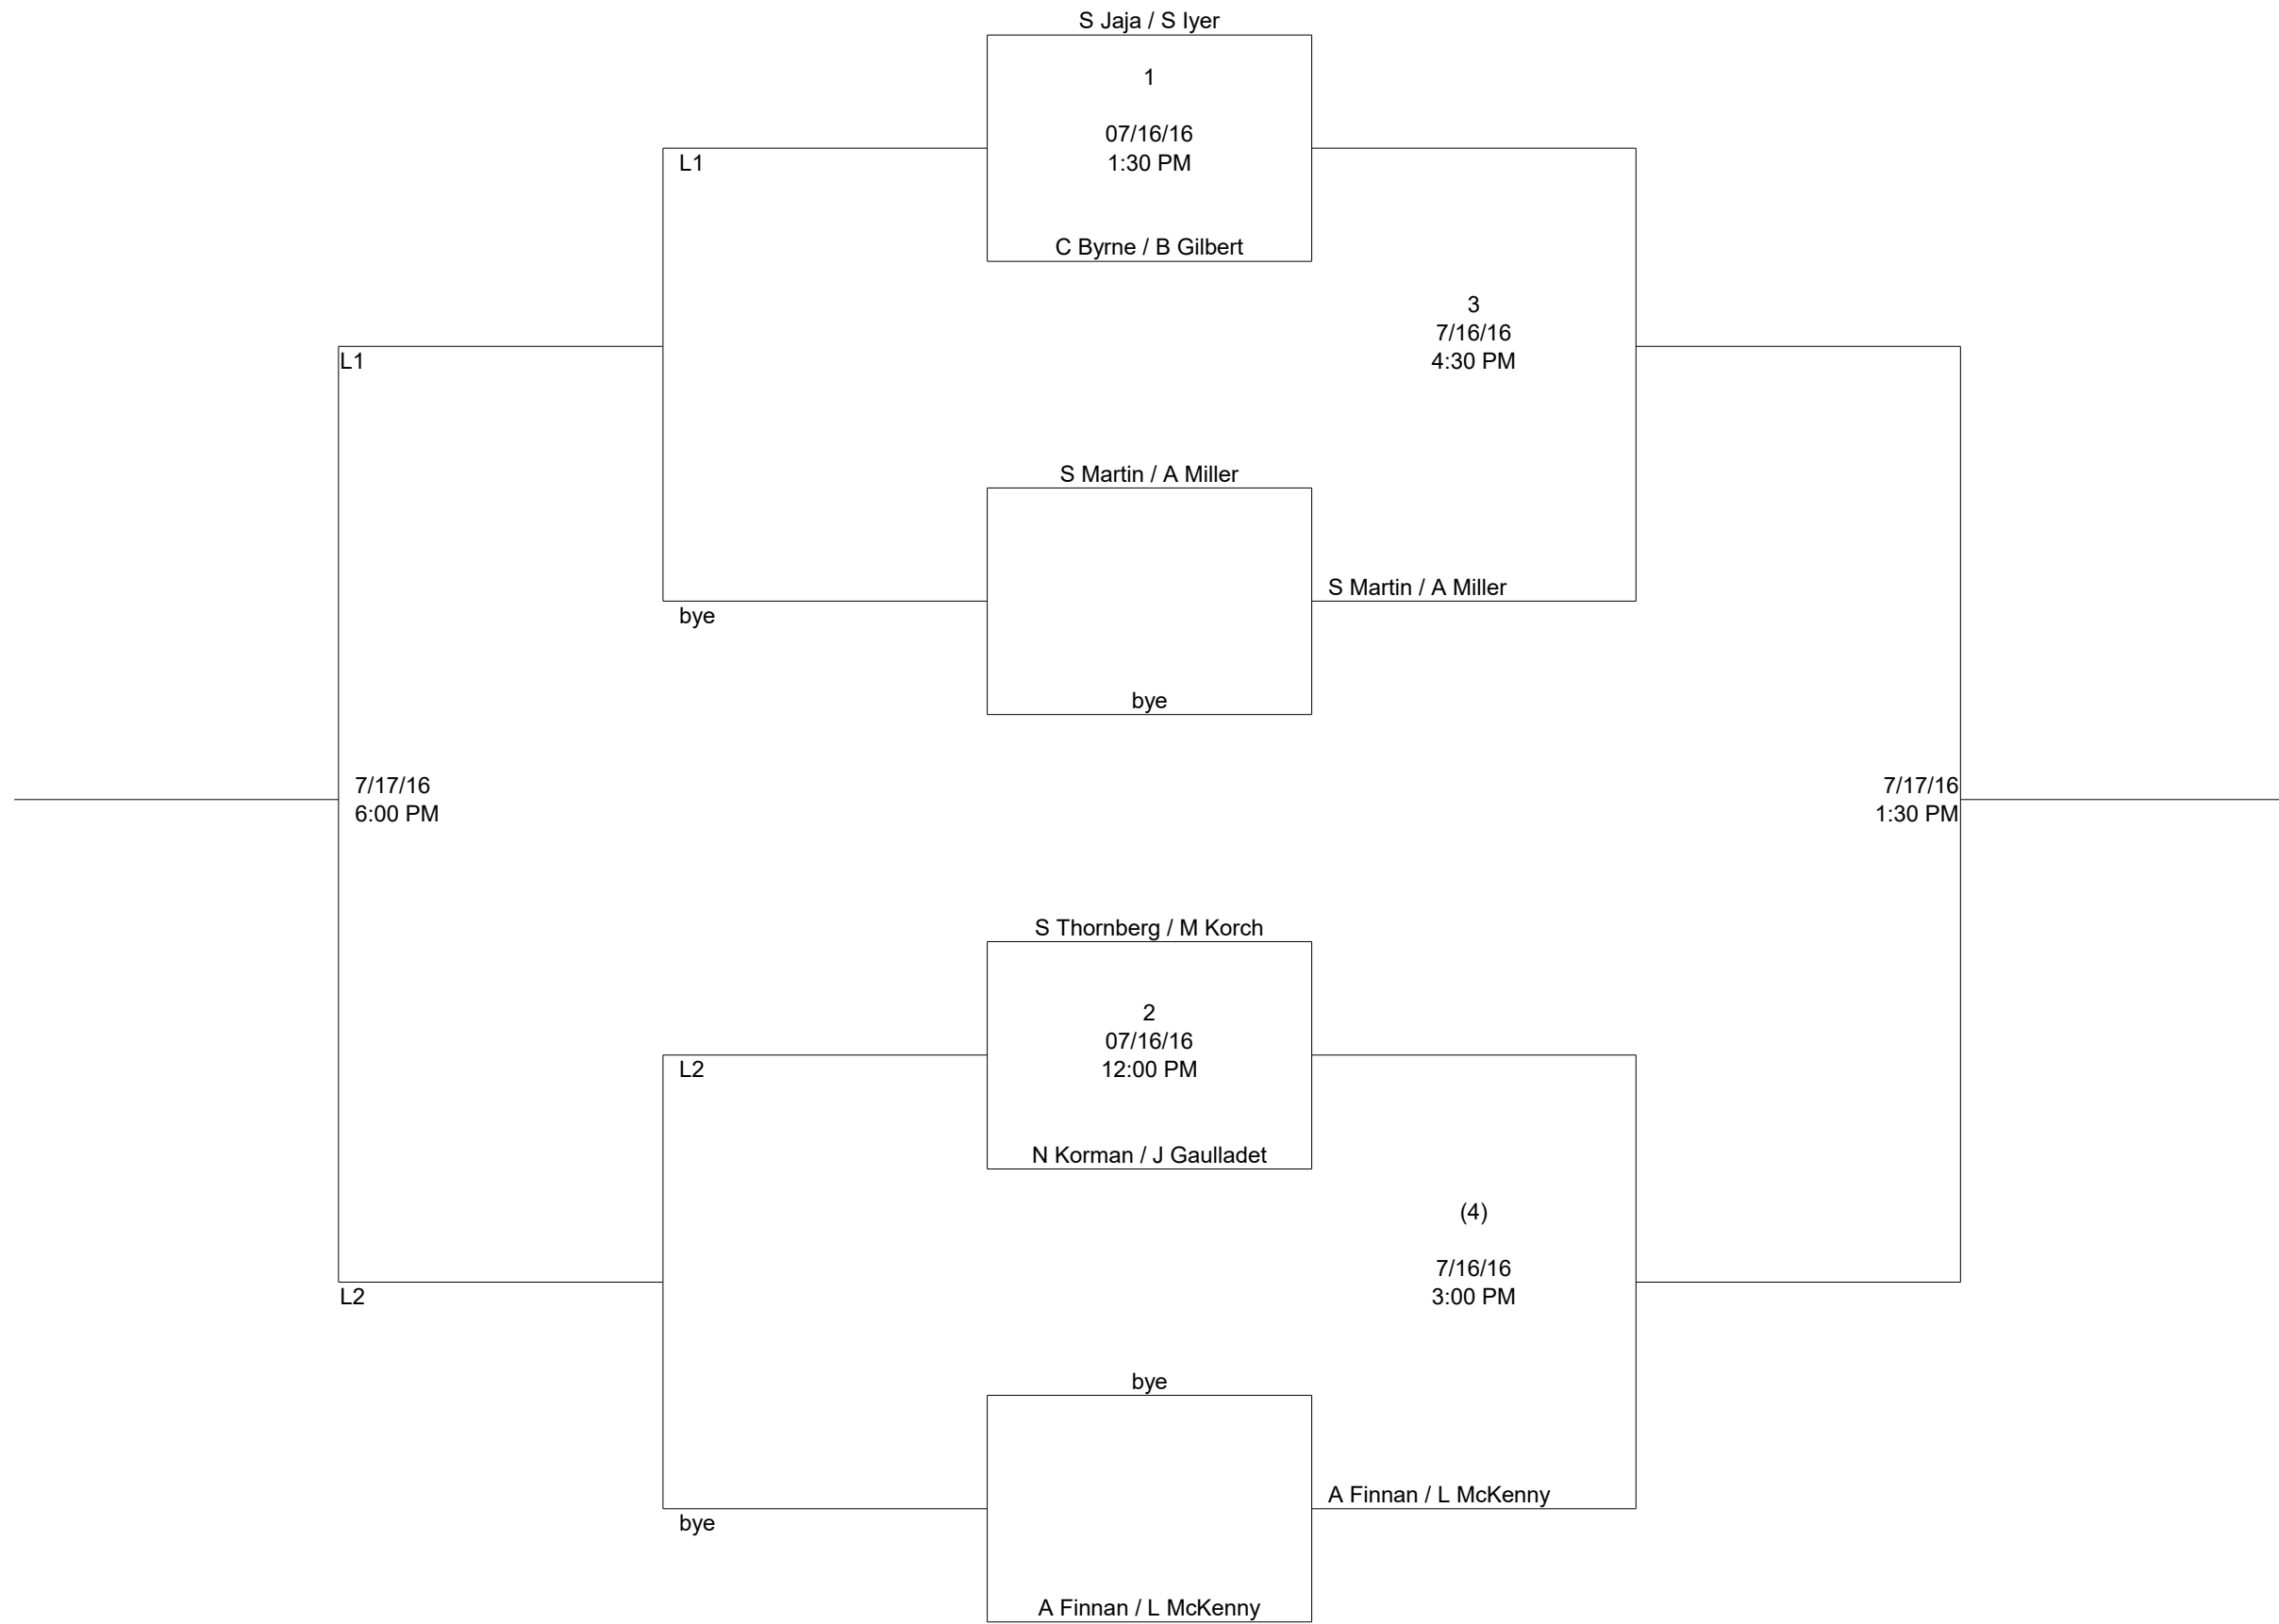 S Jaja / S Iyer
1
07/16/16
1:30 PM
L1
C Byrne / B Gilbert
3
7/16/16
4:30 PM
L1
S Martin / A Miller
S Martin / A Miller
bye
bye
7/17/16
6:00 PM
7/17/16
1:30 PM
S Thornberg / M Korch
2
07/16/16
12:00 PM
L2
N Korman / J Gaulladet
(4)
7/16/16
3:00 PM
L2
bye
A Finnan / L McKenny
bye
A Finnan / L McKenny